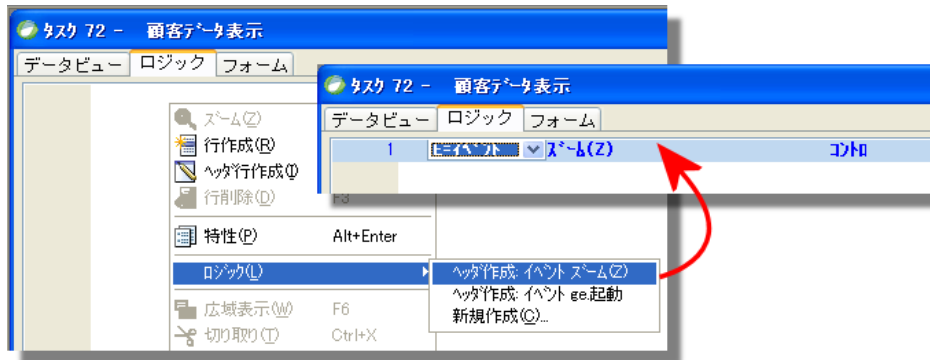 ﾀｽｸ 72 - 顧客ﾃﾞｰﾀ表示
データビュー ロジック フォーム
ｽﾞｰﾑ(Z)
行作成(R)
ﾍｯﾀﾞ行作成(I)
行削除(D) F3
特性(P) Alt+Enter
ﾛｼﾞｯｸ(L)
広域表示(W) F6
切り取り(T) Ctrl+X
ﾍｯﾀﾞ作成: ｲﾍﾞﾝﾄ ｽﾞｰﾑ(Z)
ﾍｯﾀﾞ作成: ｲﾍﾞﾝﾄ ge.起動
新規作成(C)...
ﾀｽｸ 72 - 顧客ﾃﾞｰﾀ表示
データビュー ロジック フォーム
1 ｽﾞｰﾑ(Z) ｺﾝﾄﾛ